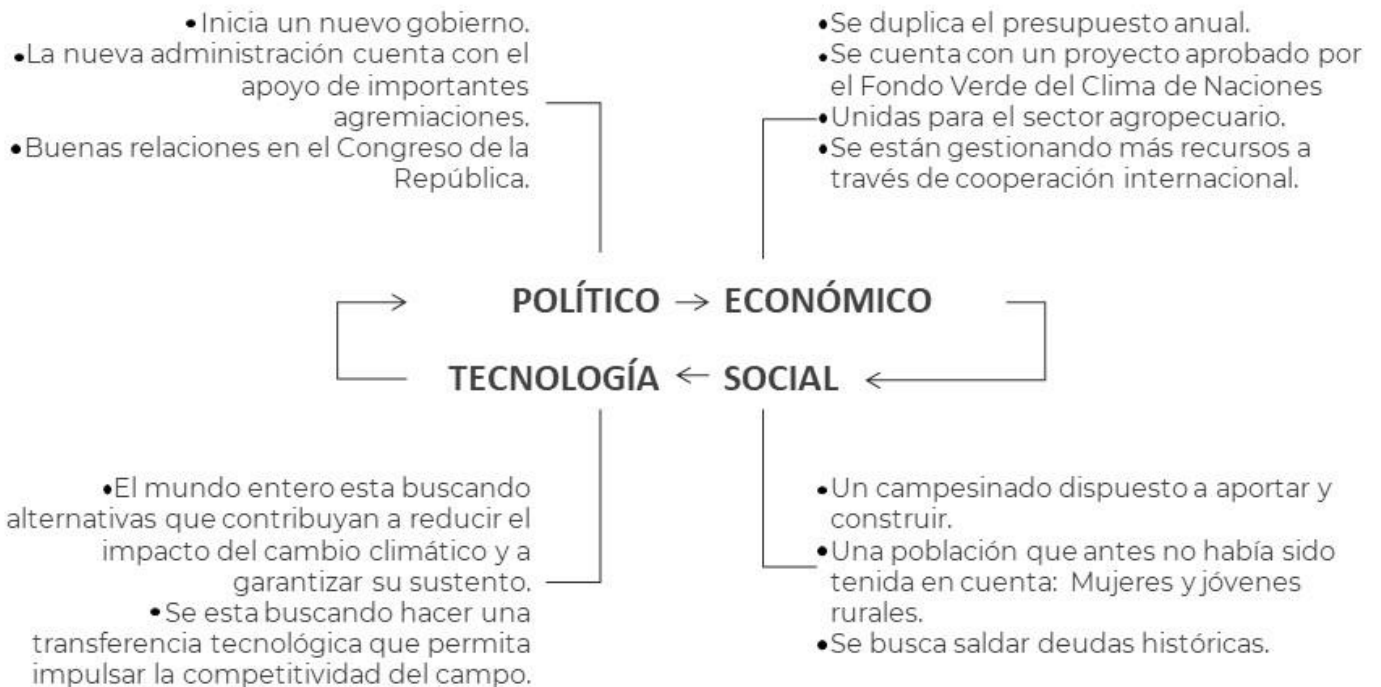 •Inicia un nuevo gobierno.
•La nueva administración cuenta con el
apoyo de importantes
agremiaciones.
•Buenas relaciones en el Congreso de la
República.
•Se duplica el presupuesto anual.
•Se cuenta con un proyecto aprobado por
el Fondo Verde del Clima de Naciones
•Unidas para el sector agropecuario.
•Se están gestionando más recursos a
través de cooperación internacional.
POLÍTICO → ECONÓMICO
TECNOLOGÍA ← SOCIAL
•El mundo entero esta buscando
alternativas que contribuyan a reducir el
impacto del cambio climático y a
garantizar su sustento.
•Se esta buscando hacer una
transferencia tecnológica que permita
impulsar la competitividad del campo.
•Un campesinado dispuesto a aportar y
construir.
•Una población que antes no había sido
tenida en cuenta: Mujeres y jóvenes
rurales.
•Se busca saldar deudas históricas.